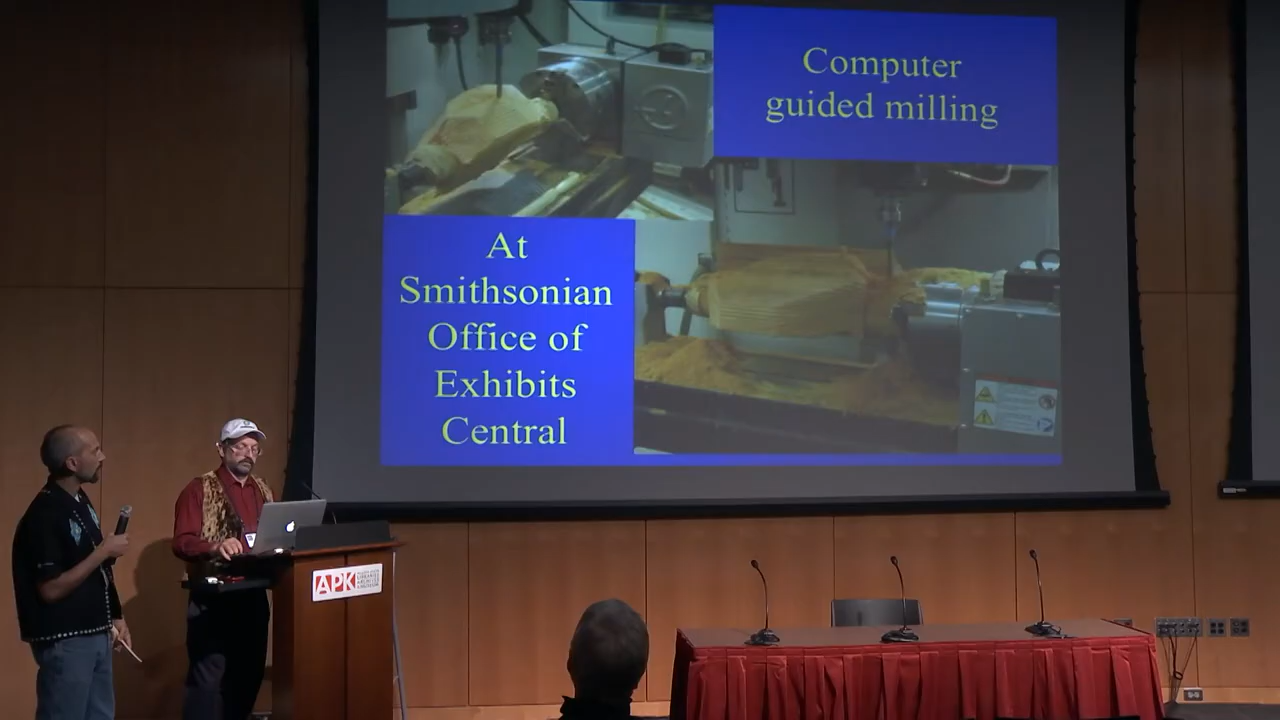 Computer
guided milling
At
Smithsonian
Office of
Exhibits
Central
APK